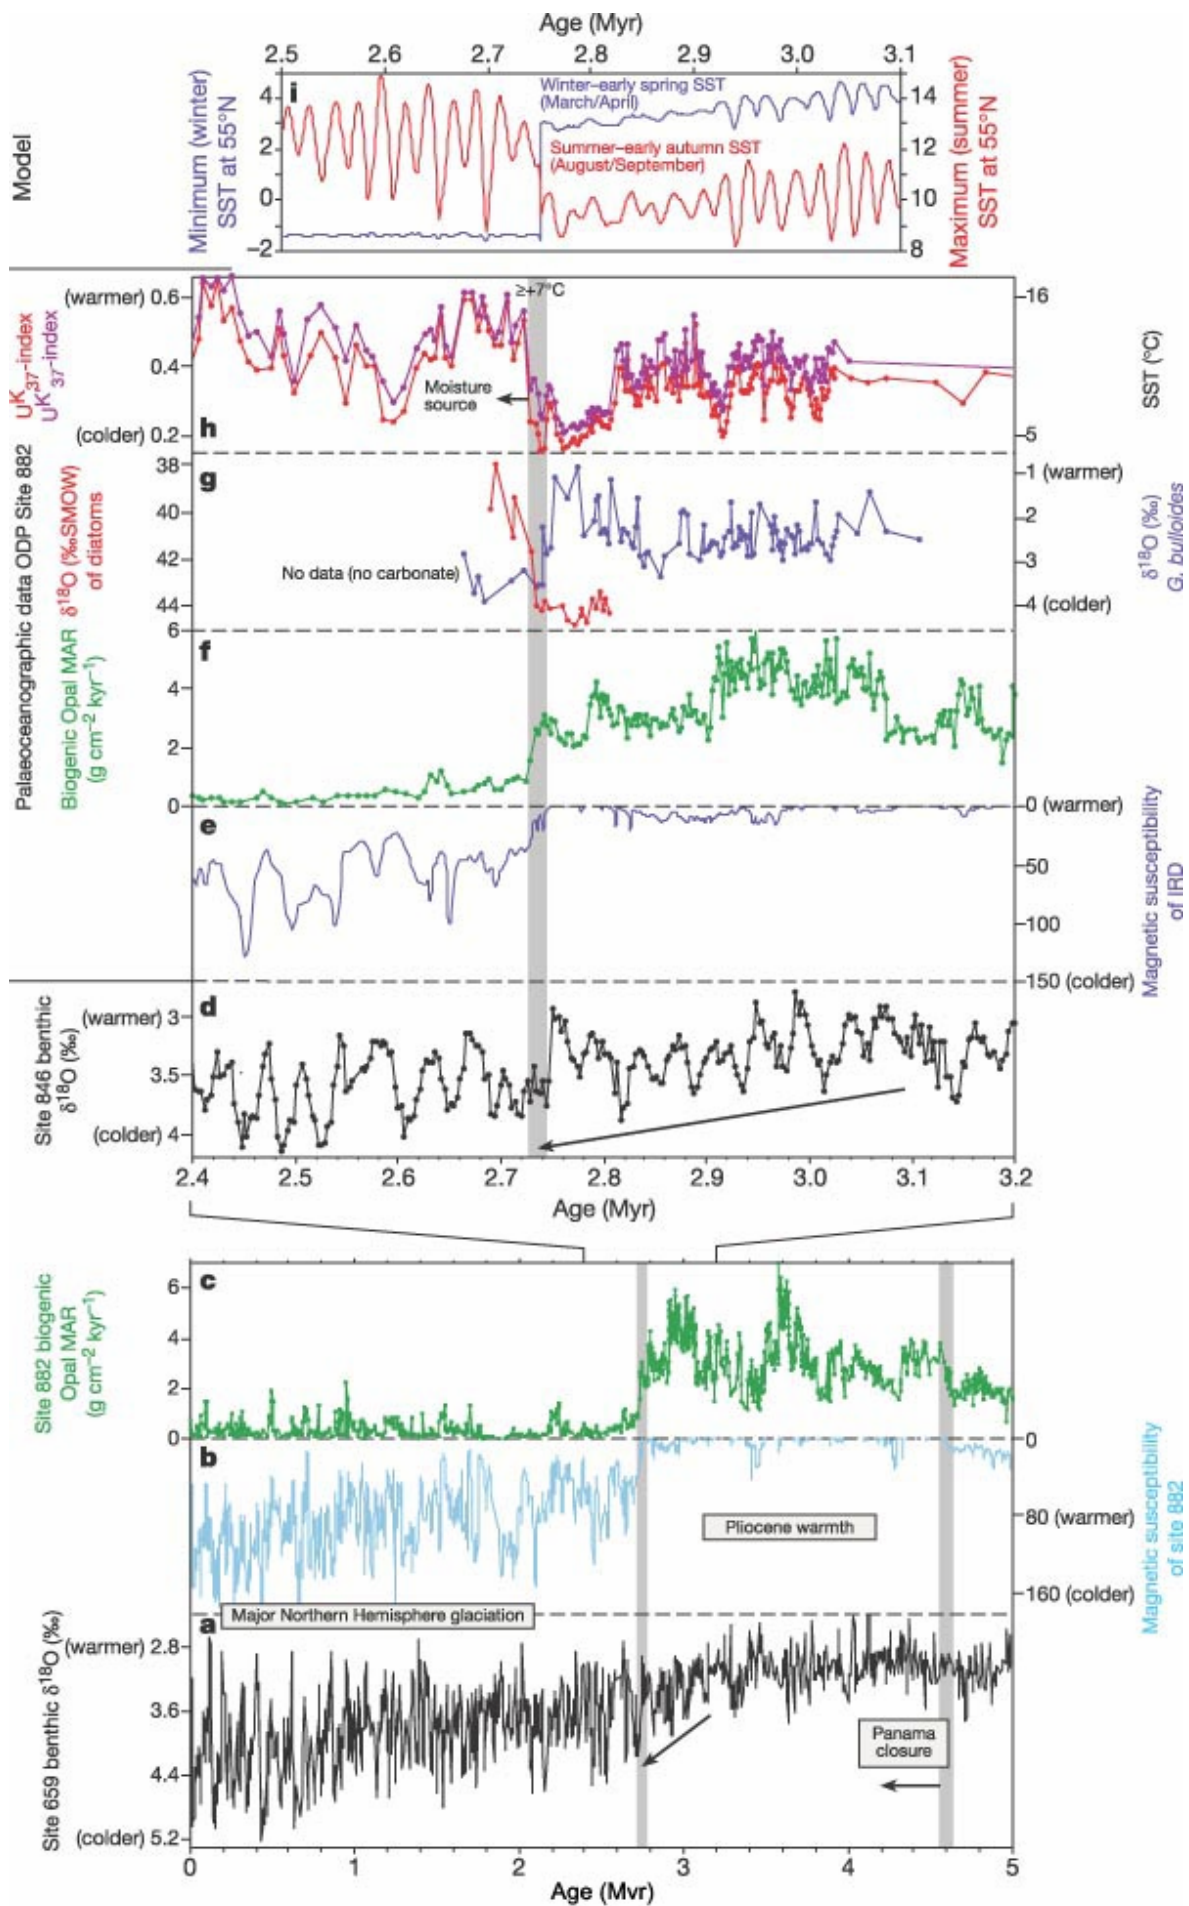 Age (Myr)
2.5 2.6 2.7 2.8 2.9 3.0 3.1
Model
Minimum (winter)
SST at 55°N
4
2
0
−2
i
Winter–early spring SST
(March/April)
Summer–early autumn SST
(August/September)
14
12
10
8
Maximum (summer)
SST at 55°N
Palaeoceanographic data ODP Site 882
U^K_37-index
U^K'_37-index
(warmer) 0.6
0.4
(colder) 0.2
h
≥+7°C
Moisture
source
16
5
SST (°C)
δ18O (‰SMOW)
of diatoms
38
40
42
44
g
No data (no carbonate)
1 (warmer)
2
3
4 (colder)
δ18O (‰)
G. bulloides
Biogenic Opal MAR
(g cm−2 kyr−1)
6
4
2
0
f
e
0 (warmer)
50
100
150 (colder)
Magnetic susceptibility
of IRD
Site 846 benthic
δ18O (‰)
(warmer) 3
3.5
(colder) 4
d
2.4 2.5 2.6 2.7 2.8 2.9 3.0 3.1 3.2
Age (Myr)
Site 882 biogenic
Opal MAR
(g cm−2 kyr−1)
6
4
2
0
c
b
Pliocene warmth
0
80 (warmer)
160 (colder)
Magnetic susceptibility
of site 882
Major Northern Hemisphere glaciation
a
Site 659 benthic δ18O (‰)
(warmer) 2.8
3.6
4.4
(colder) 5.2
Panama
closure
0 1 2 3 4 5
Age (Mvr)